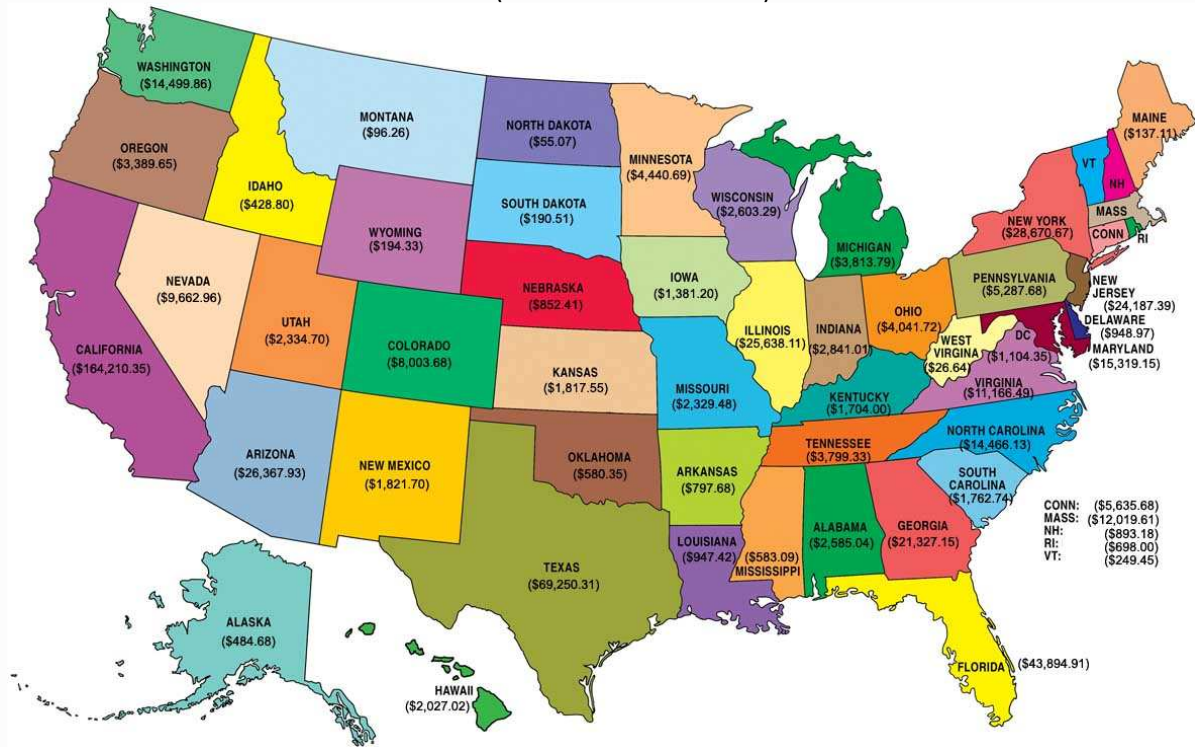 WASHINGTON
($14,499.86)
OREGON
($3,389.65)
CALIFORNIA
($164,210.35)
NEVADA
($9,662.96)
IDAHO
($428.80)
MONTANA
($96.26)
WYOMING
($194.33)
UTAH
($2,334.70)
COLORADO
($8,003.68)
ARIZONA
($26,367.93)
NEW MEXICO
($1,821.70)
NORTH DAKOTA
($55.07)
SOUTH DAKOTA
($190.51)
NEBRASKA
($852.41)
KANSAS
($1,817.55)
OKLAHOMA
($580.35)
TEXAS
($69,250.31)
MINNESOTA
($4,440.69)
IOWA
($1,381.20)
MISSOURI
($2,329.48)
ARKANSAS
($797.68)
LOUISIANA
($947.42)
WISCONSIN
($2,603.29)
ILLINOIS
($25,638.11)
MICHIGAN
($3,813.79)
INDIANA
($2,841.01)
OHIO
($4,041.72)
KENTUCKY
($1,704.00)
TENNESSEE
($3,799.33)
($583.09)
MISSISSIPPI
ALABAMA
($2,585.04)
GEORGIA
($21,327.15)
FLORIDA
($43,894.91)
SOUTH
CAROLINA
($1,762.74)
NORTH CAROLINA
($14,466.13)
VIRGINIA
($11,166.49)
WEST
VIRGINA
($26.64)
DC
($1,104.35)
PENNSYLVANIA
($5,287.68)
NEW YORK
($28,670.67)
VT
NH
MAINE
($137.11)
MASS
CONN
RI
NEW
JERSEY
($24,187.39)
DELAWARE
($948.97)
MARYLAND
($15,319.15)
CONN: ($5,635.68)
MASS: ($12,019.61)
NH: ($893.18)
RI: ($698.00)
VT: ($249.45)
ALASKA
($484.68)
HAWAII
($2,027.02)